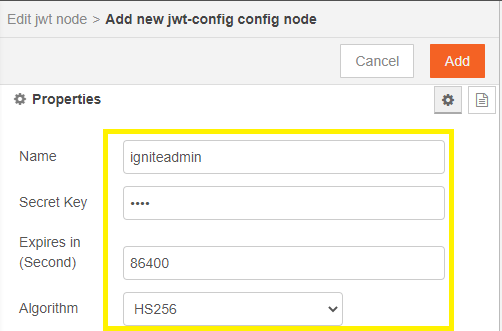 Edit jwt node > Add new jwt-config config node
Cancel Add
Properties
Name igniteadmin
Secret Key ••••
Expires in
(Second) 86400
Algorithm HS256